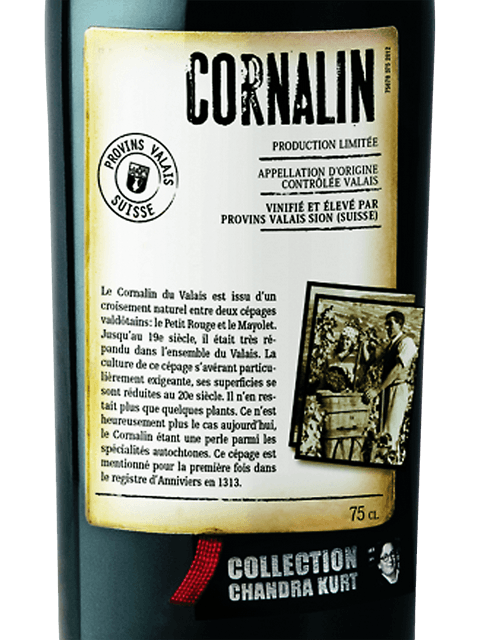 CORNALIN
75070 075 2012
PRODUCTION LIMITÉE
APPELLATION D'ORIGINE
CONTRÔLÉE VALAIS
VINIFIÉ ET ÉLEVÉ PAR
PROVINS VALAIS SION (SUISSE)
PROVINS VALAIS
SUISSE
Le Cornalin du Valais est issu d'un
croisement naturel entre deux cépages
valdôtains: le Petit Rouge et le Mayolet.
Jusqu'au 19e siècle, il était très ré-
pandu dans l'ensemble du Valais. La
culture de ce cépage s'avérant particu-
lièrement exigeante, ses superficies se
sont réduites au 20e siècle. Il n'en res-
tait plus que quelques plants. Ce n'est
heureusement plus le cas aujourd'hui,
le Cornalin étant une perle parmi les
spécialités autochtones. Ce cépage est
mentionné pour la première fois dans
le registre d'Anniviers en 1313.
75 CL
COLLECTION
CHANDRA KURT